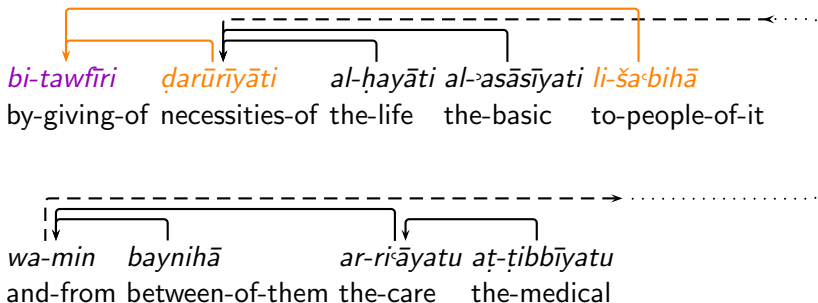 bi-tawfīri ḍarūrīyāti al-ḥayāti al-ʾasāsīyati li-šaʿbihā
by-giving-of necessities-of the-life the-basic to-people-of-it
wa-min baynihā ar-riʿāyatu aṭ-ṭibbīyatu
and-from between-of-them the-care the-medical